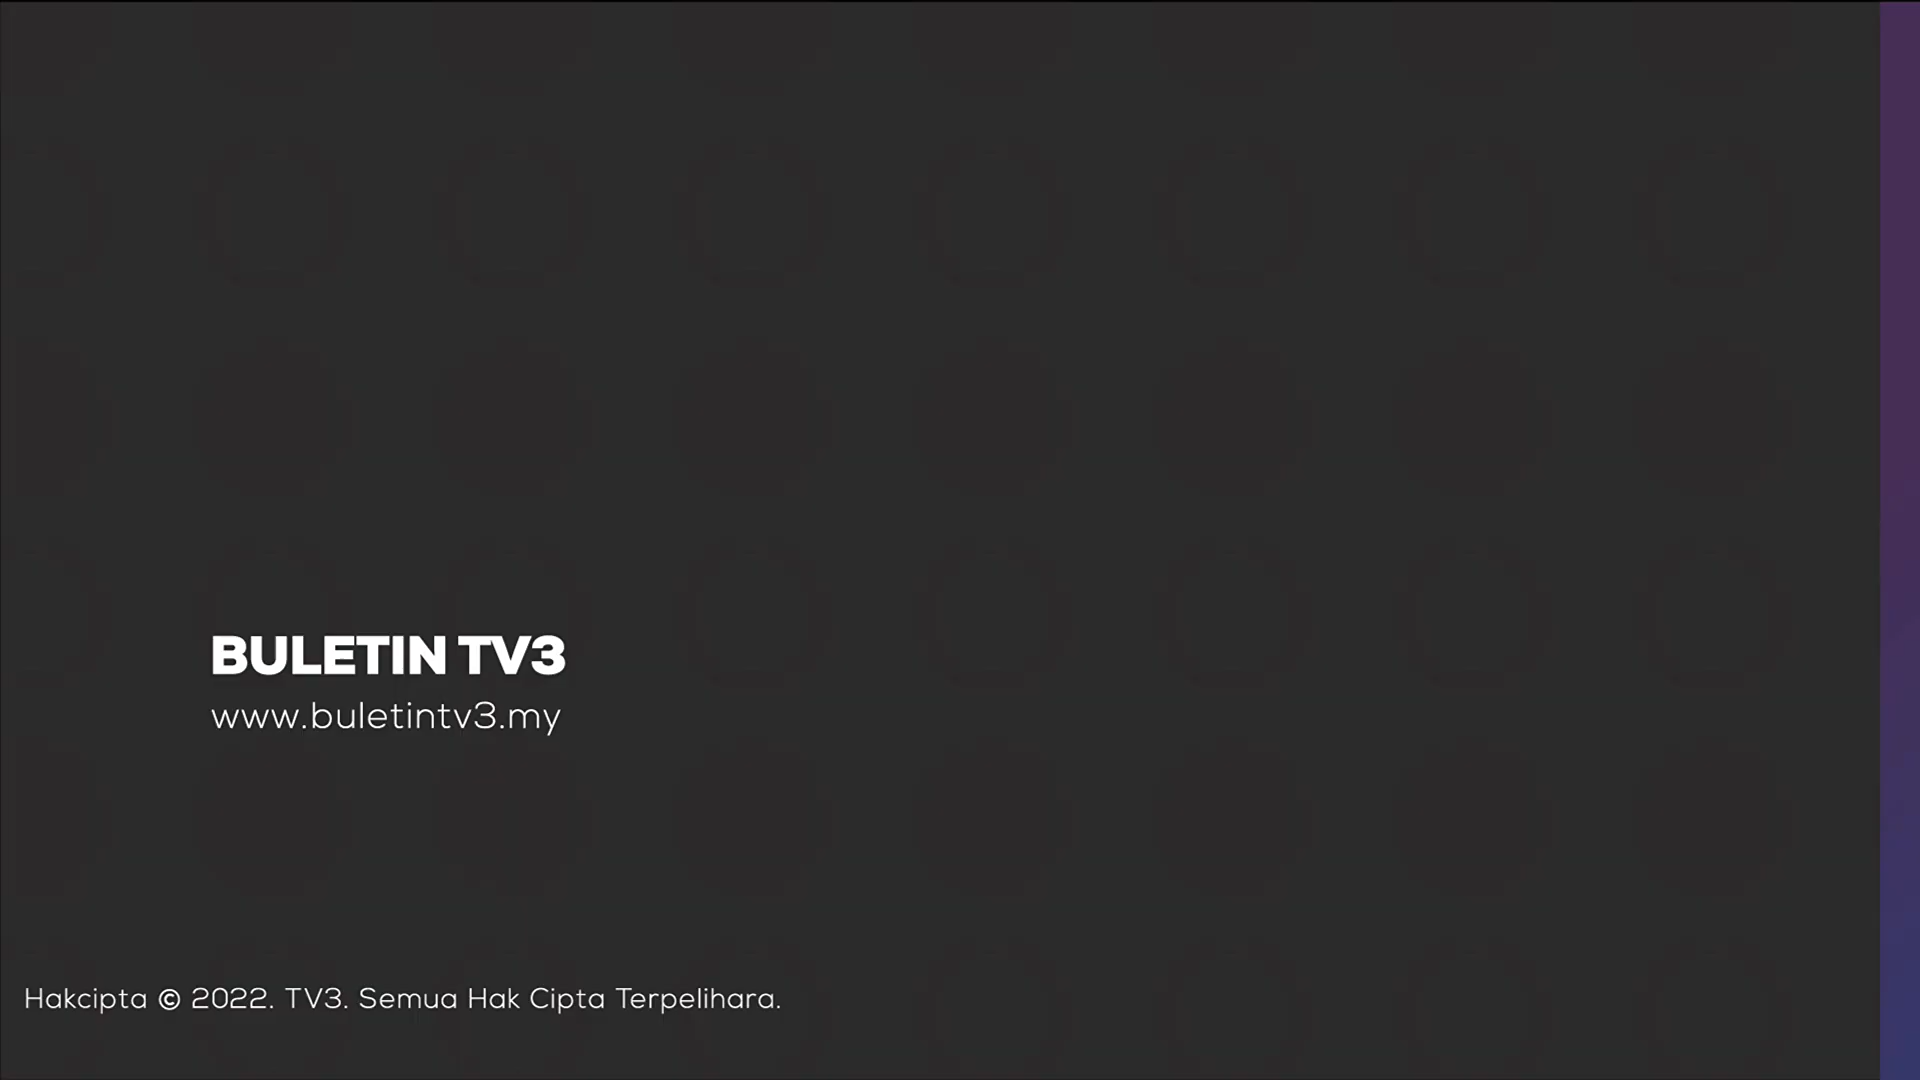 BULETIN TV3
www.buletintv3.my
Hakcipta © 2022. TV3. Semua Hak Cipta Terpelihara.